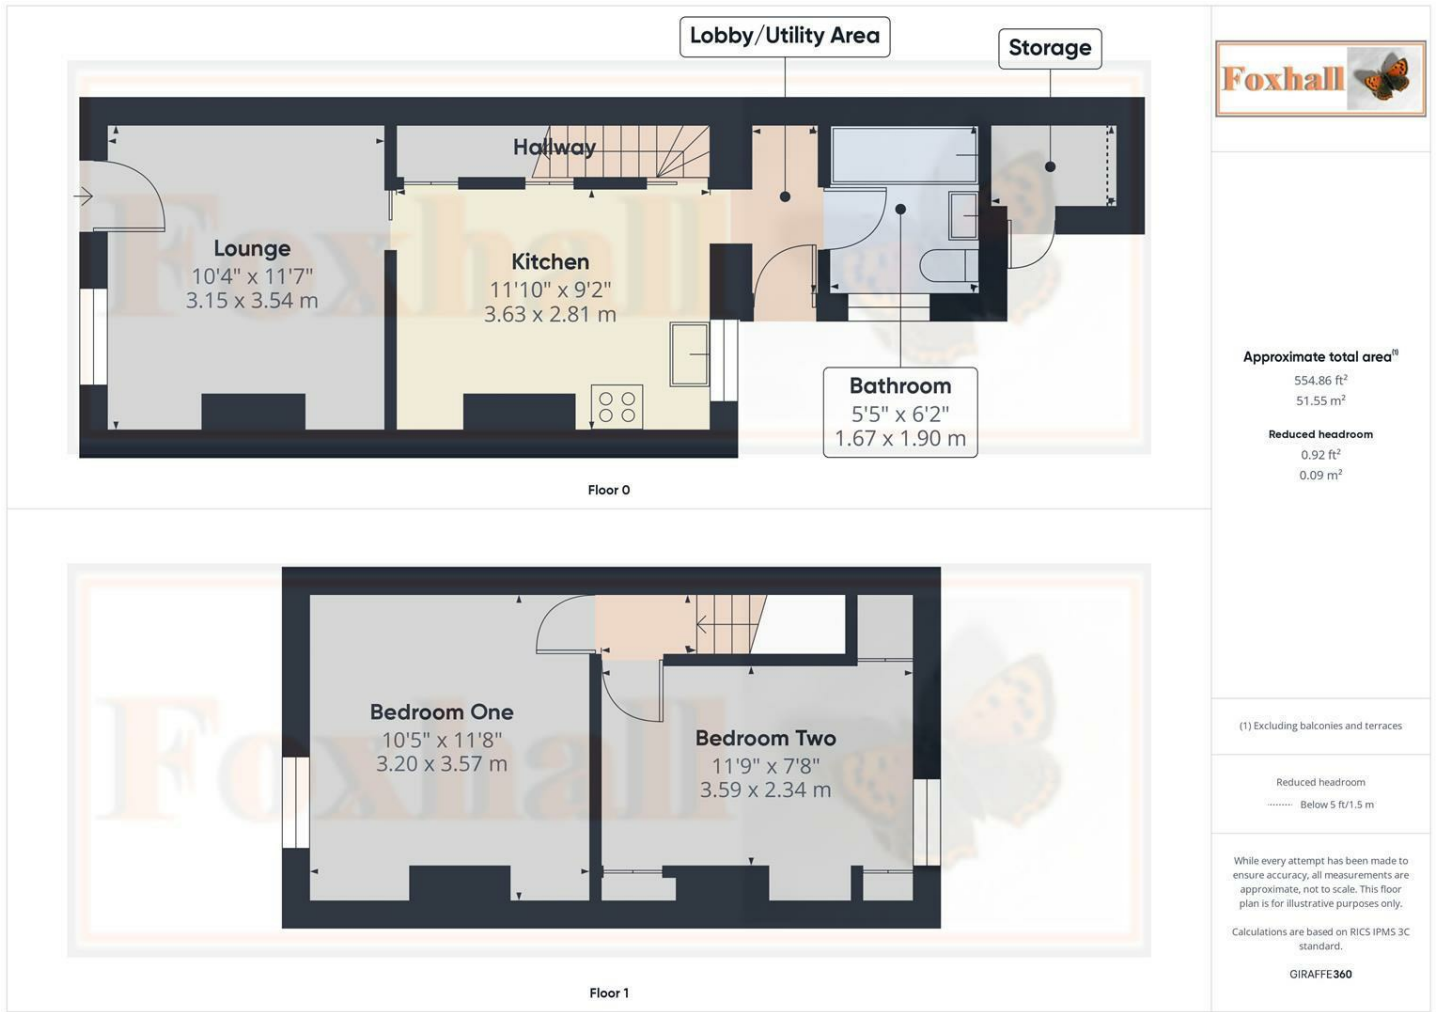 Lobby/Utility Area
Storage
Hallway
Lounge
10'4" x 11'7"
3.15 x 3.54 m
Kitchen
11'10" x 9'2"
3.63 x 2.81 m
Bathroom
5'5" x 6'2"
1.67 x 1.90 m
Foxhall
Floor 0
Bedroom One
10'5" x 11'8"
3.20 x 3.57 m
Bedroom Two
11'9" x 7'8"
3.59 x 2.34 m
Foxhall
Floor 1
Foxhall
Approximate total area(1)
554.86 ft²
51.55 m²
Reduced headroom
0.92 ft²
0.09 m²
(1) Excluding balconies and terraces
Reduced headroom
Below 5 ft/1.5 m
While every attempt has been made to
ensure accuracy, all measurements are
approximate, not to scale. This floor
plan is for illustrative purposes only.
Calculations are based on RICS IPMS 3C
standard.
GIRAFFE360